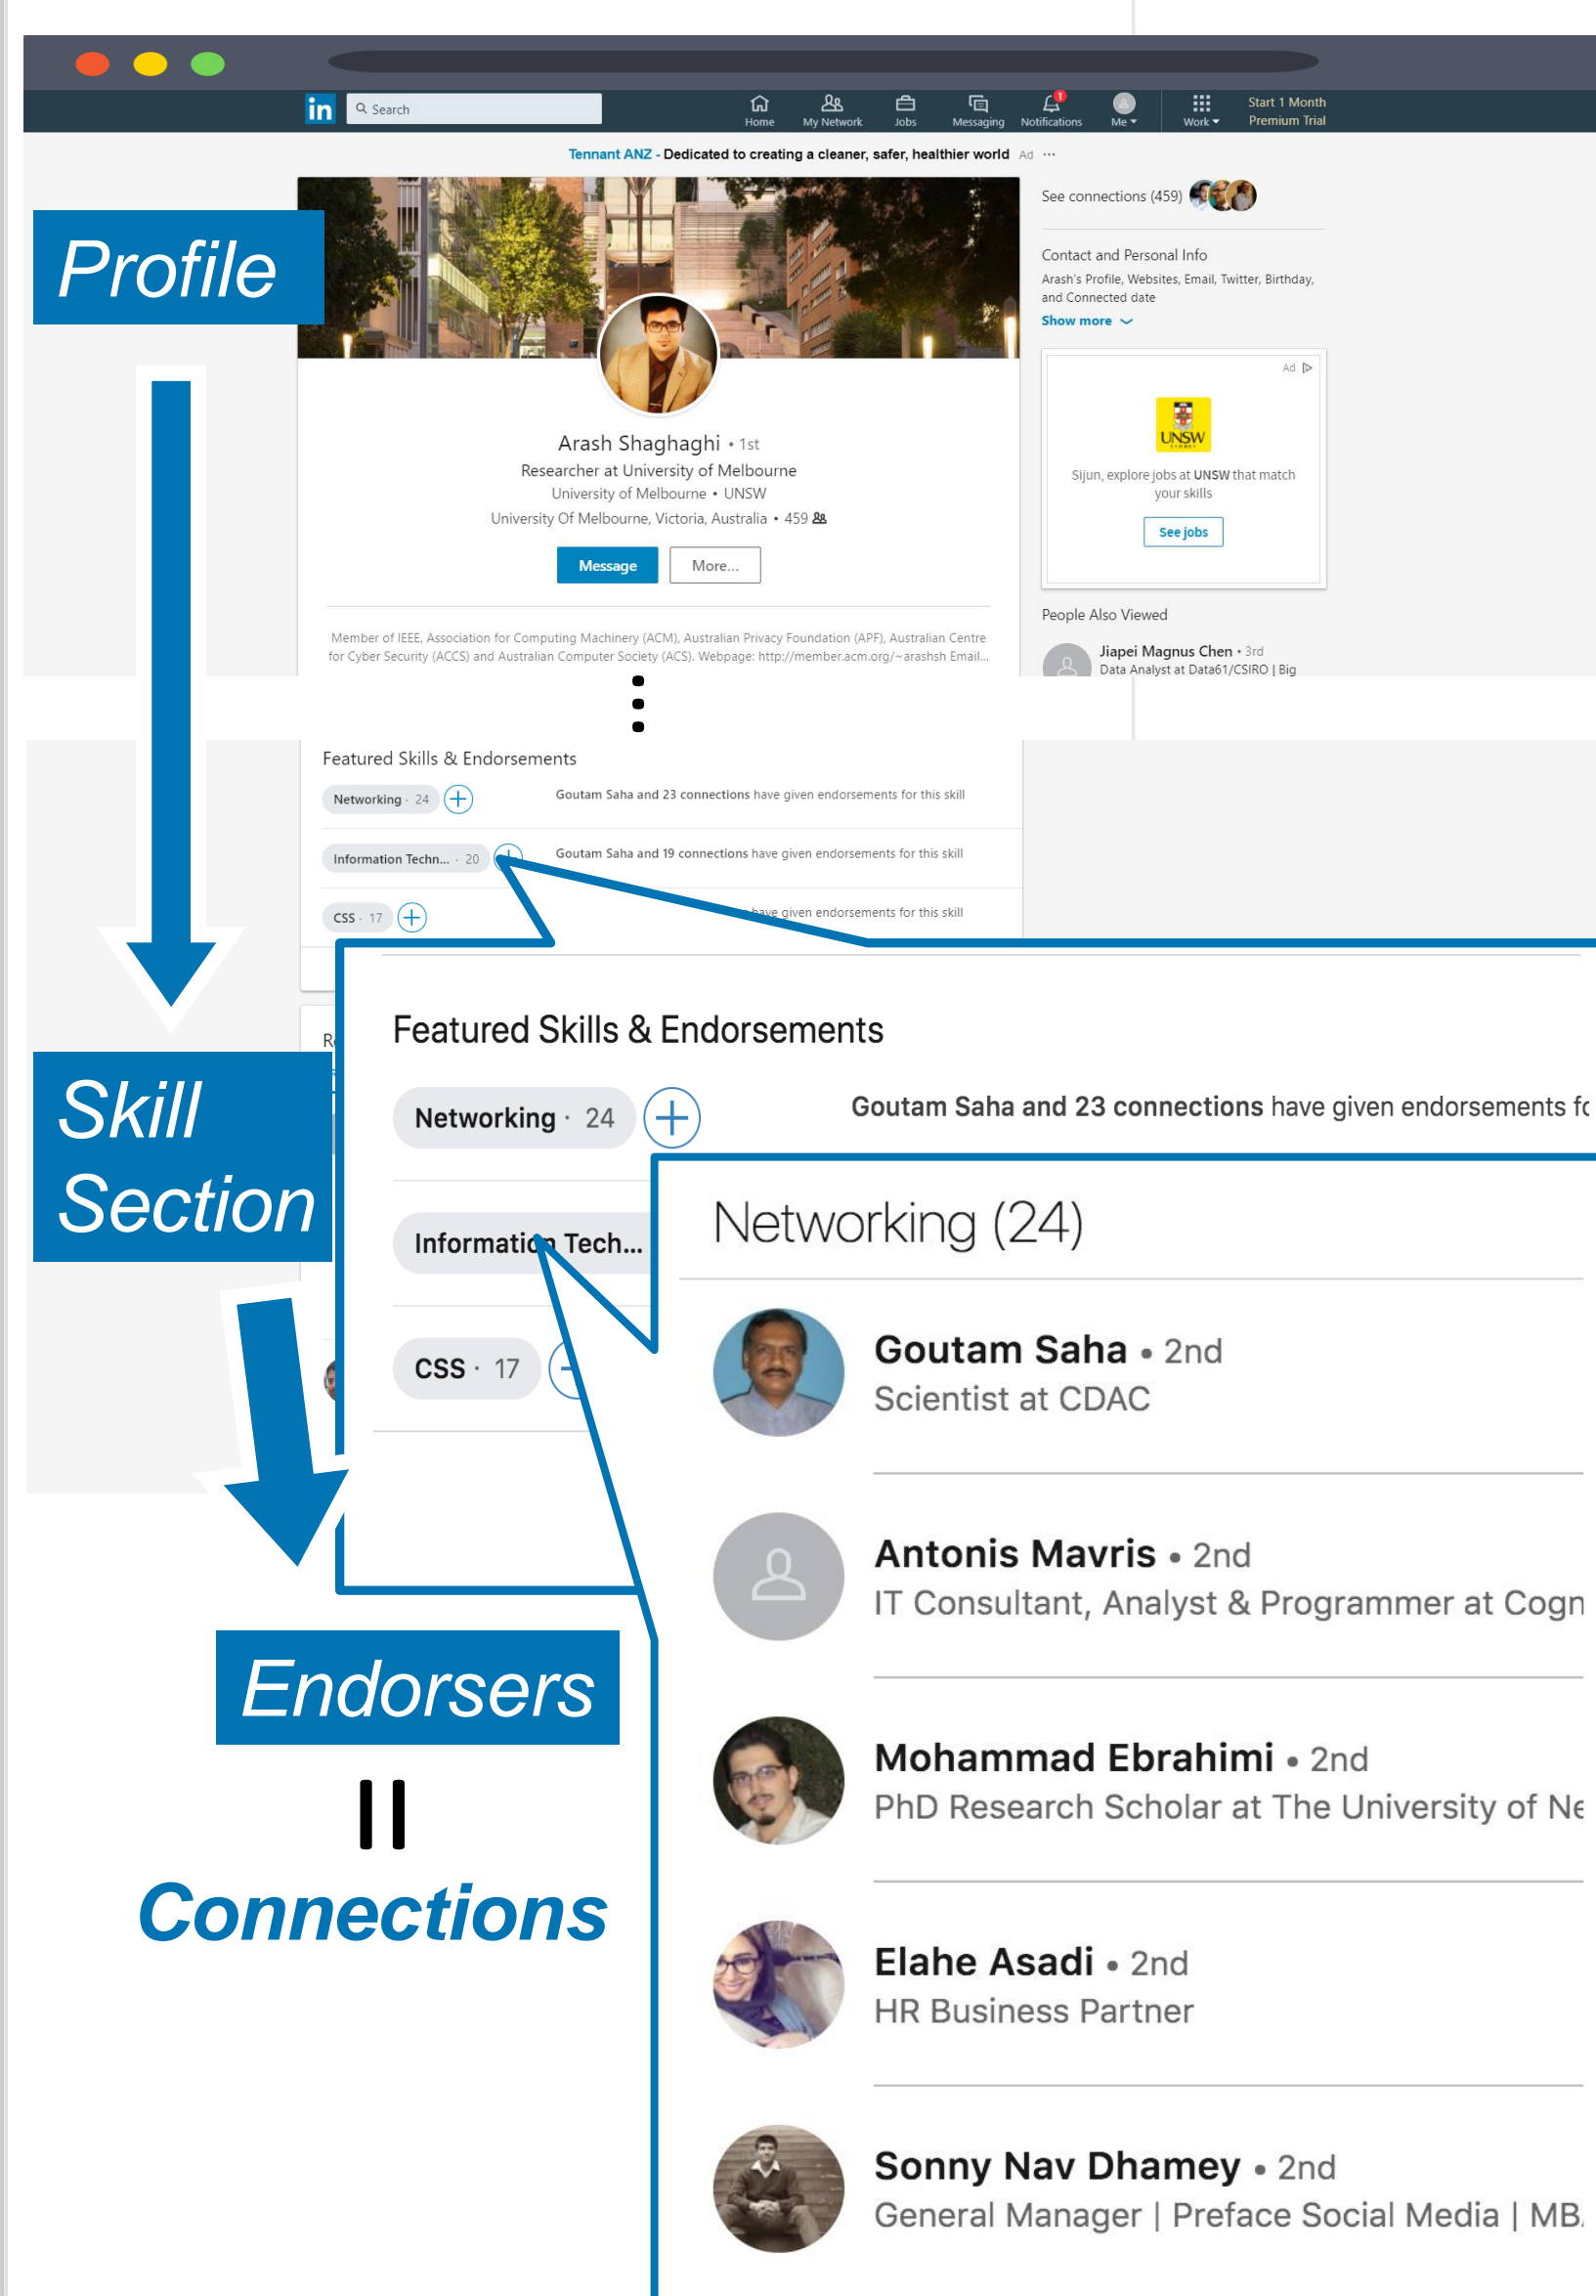 in
Search
Home
My Network
Jobs
Messaging
1
Notifications
Me
Work
Start 1 Month
Premium Trial
Tennant ANZ - Dedicated to creating a cleaner, safer, healthier world Ad ...
Profile
See connections (459)
Contact and Personal Info
Arash's Profile, Websites, Email, Twitter, Birthday,
and Connected date
Show more
Arash Shaghaghi • 1st
Researcher at University of Melbourne
University of Melbourne • UNSW
University Of Melbourne, Victoria, Australia • 459
Message
More...
Member of IEEE, Association for Computing Machinery (ACM), Australian Privacy Foundation (APF), Australian Centre
for Cyber Security (ACCS) and Australian Computer Society (ACS). Webpage: http://member.acm.org/~arashsh Email...
Ad
UNSW
SYDNEY
Sijun, explore jobs at UNSW that match
your skills
See jobs
People Also Viewed
Jiapei Magnus Chen • 3rd
Data Analyst at Data61/CSIRO | Big
Featured Skills & Endorsements
Networking · 24
Goutam Saha and 23 connections have given endorsements for this skill
Information Techn... · 20
Goutam Saha and 19 connections have given endorsements for this skill
CSS · 17
have given endorsements for this skill
Skill
Section
Featured Skills & Endorsements
Networking · 24
Goutam Saha and 23 connections have given endorsements
Information Tech...
CSS · 17
Networking (24)
Goutam Saha • 2nd
Scientist at CDAC
Antonis Mavris • 2nd
IT Consultant, Analyst & Programmer at Cogn
Mohammad Ebrahimi • 2nd
PhD Research Scholar at The University of Ne
Elahe Asadi • 2nd
HR Business Partner
Sonny Nav Dhamey • 2nd
General Manager | Preface Social Media | MB
Endorsers
=
Connections